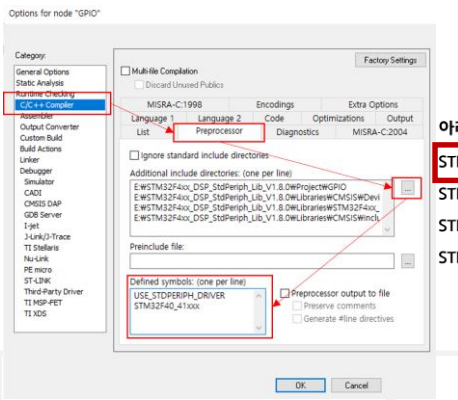 Options for node "GPIO"
Category:
General Options
Static Analysis
Runtime Checking
C/C++ Compiler
Assembler
Output Converter
Custom Build
Build Actions
Linker
Debugger
Simulator
CADI
CMSIS DAP
GDB Server
I-jet
J-Link/J-Trace
TI Stellaris
Nu-Link
PE micro
ST-LINK
Third-Party Driver
TI MSP-FET
TI XDS
Factory Settings
Multi-file Compilation
Discard Unused Publics
MISRA-C:1998 Encodings Extra Options
Language 1 Language 2 Code Optimizations Output
List Preprocessor Diagnostics MISRA-C:2004
Ignore standard include directories
Additional include directories: (one per line)
E:₩STM32F4xx_DSP_StdPeriph_Lib_V1.8.0₩Project₩GPIO
E:₩STM32F4xx_DSP_StdPeriph_Lib_V1.8.0₩Libraries₩CMSIS₩Devi
E:₩STM32F4xx_DSP_StdPeriph_Lib_V1.8.0₩Libraries₩STM32F4xx_
E:₩STM32F4xx_DSP_StdPeriph_Lib_V1.8.0₩Libraries₩CMSIS₩Inclu
...
Preinclude file:
...
Defined symbols: (one per line)
USE_STDPERIPH_DRIVER
STM32F40_41xxx
Preprocessor output to file
Preserve comments
Generate #line directives
OK Cancel